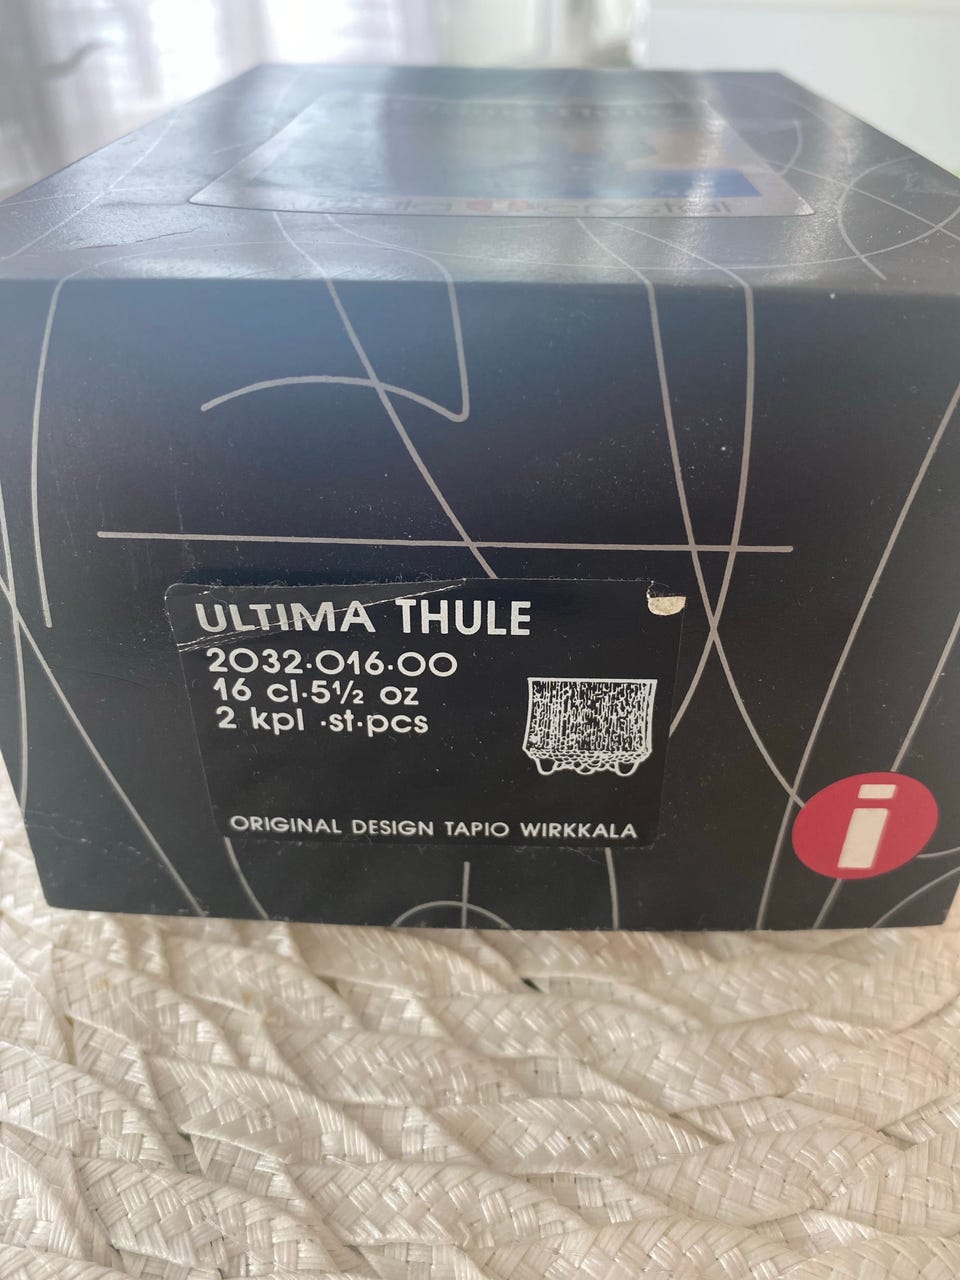 ULTIMA THULE
2032·016·00
16 cl·5½ oz
2 kpl ·st·pcs
ORIGINAL DESIGN TAPIO WIRKKALA
i